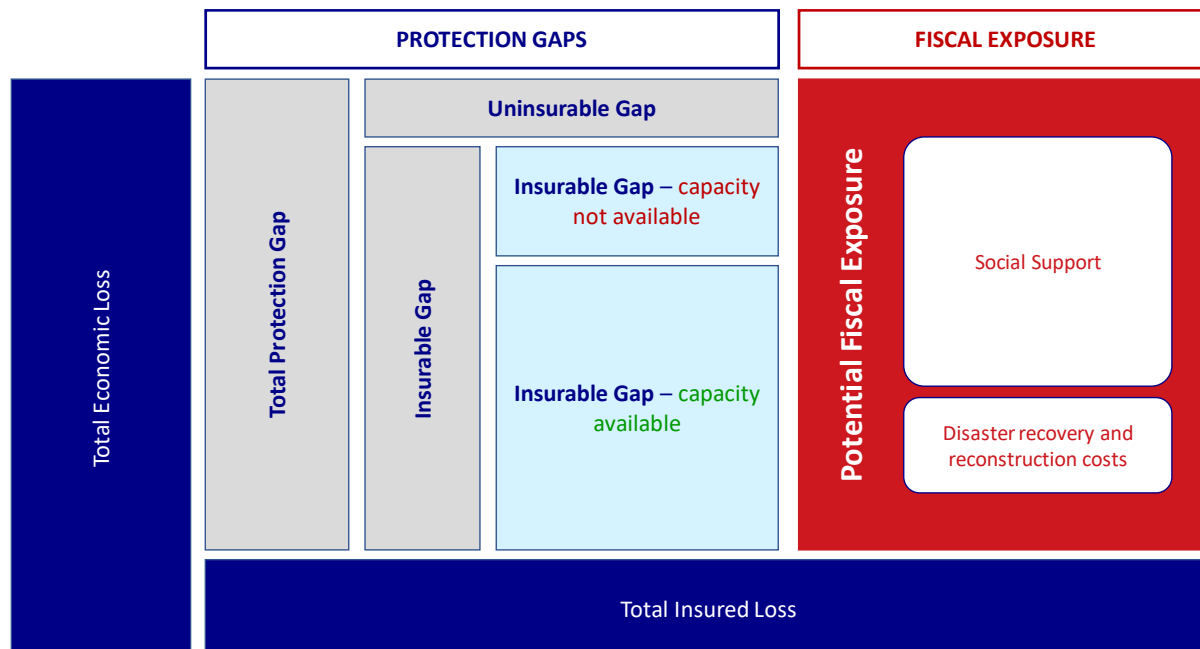 PROTECTION GAPS
FISCAL EXPOSURE
Total Economic Loss
Total Protection Gap
Uninsurable Gap
Insurable Gap
Insurable Gap – capacity
not available
Insurable Gap – capacity
available
Potential Fiscal Exposure
Social Support
Disaster recovery and
reconstruction costs
Total Insured Loss